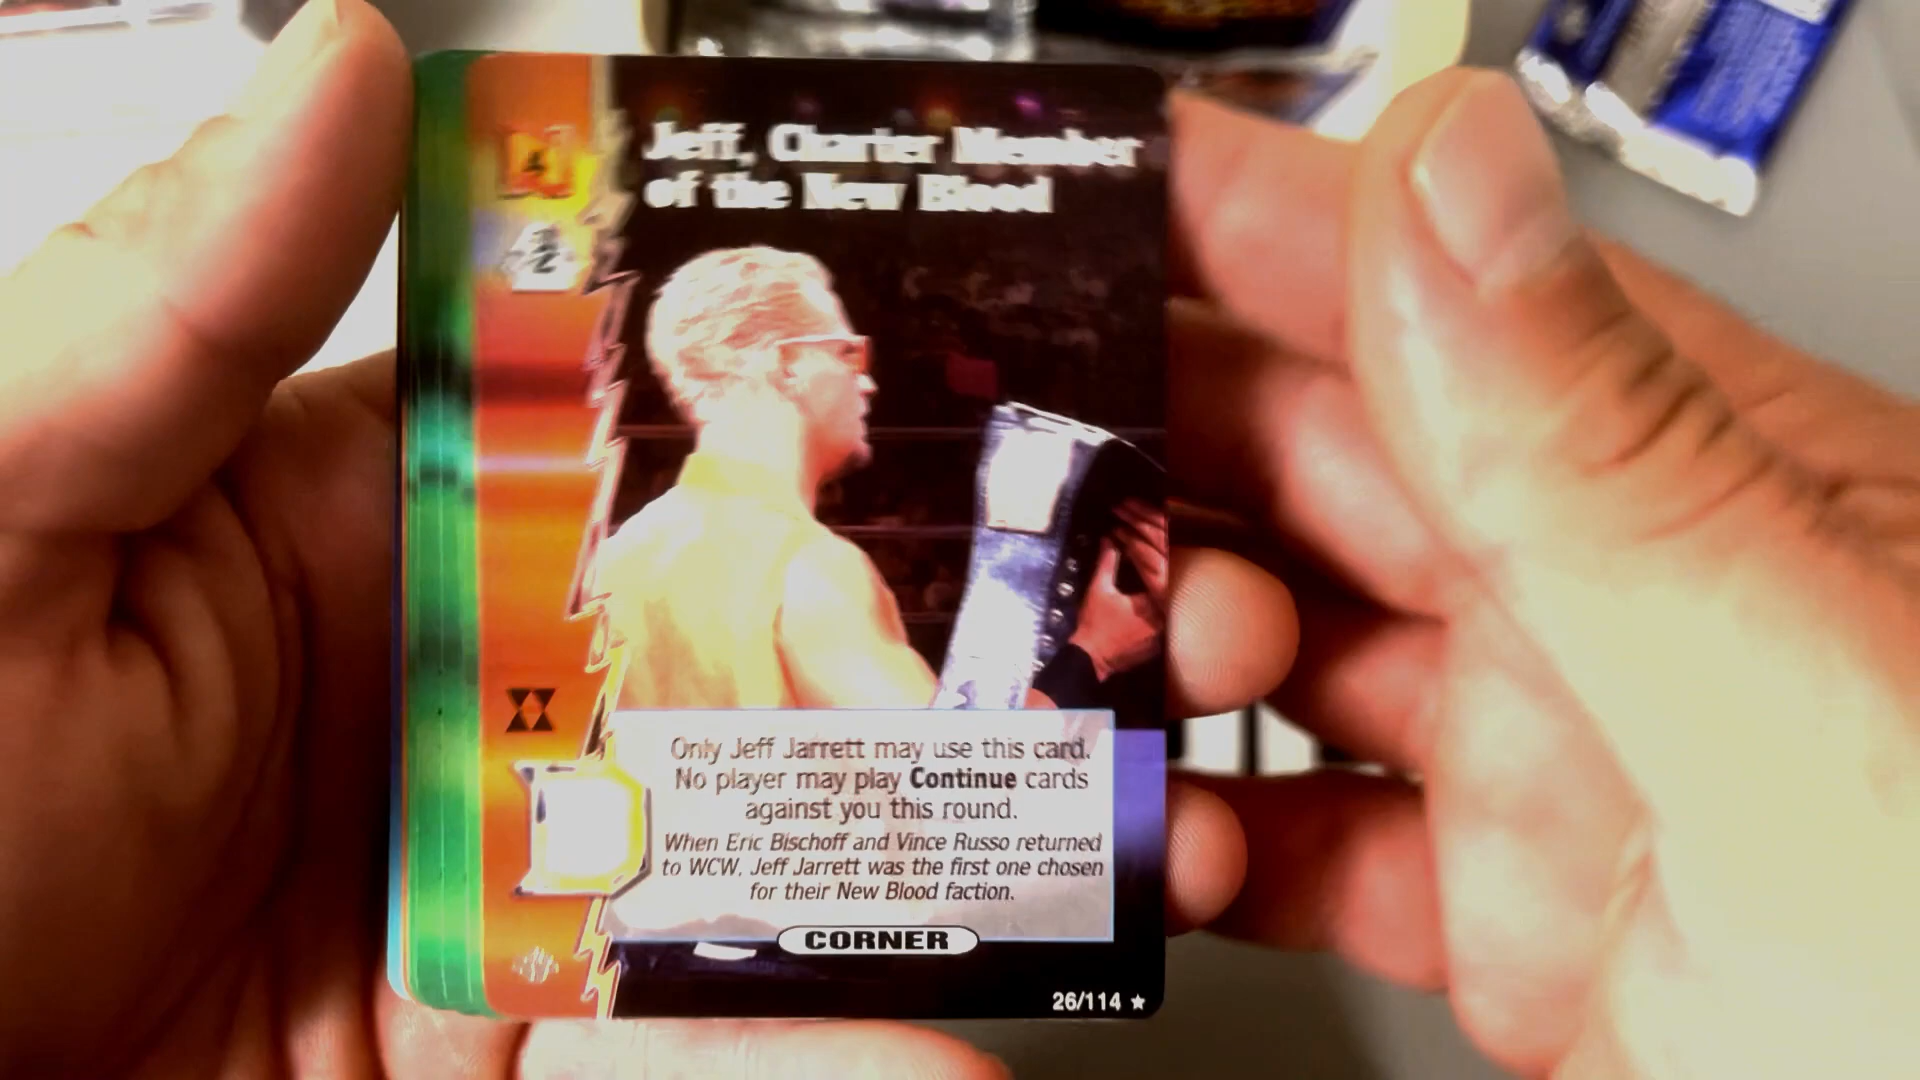 Jeff, Charter Member
of the New Blood
4
2
Only Jeff Jarrett may use this card.
No player may play Continue cards
against you this round.
When Eric Bischoff and Vince Russo returned
to WCW, Jeff Jarrett was the first one chosen
for their New Blood faction.
CORNER
26/114 ★